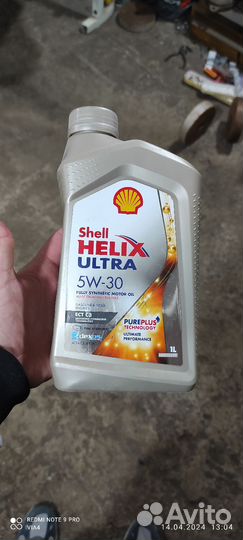 Shell
HELIX
ULTRA
5W-30
FULLY SYNTHETIC MOTOR OIL
ECT C3
PUREPLUS
TECHNOLOGY
ULTIMATE
PERFORMANCE
1L
dexos
REDMI NOTE 9 PRO
14.04.2024 13:04
Avito